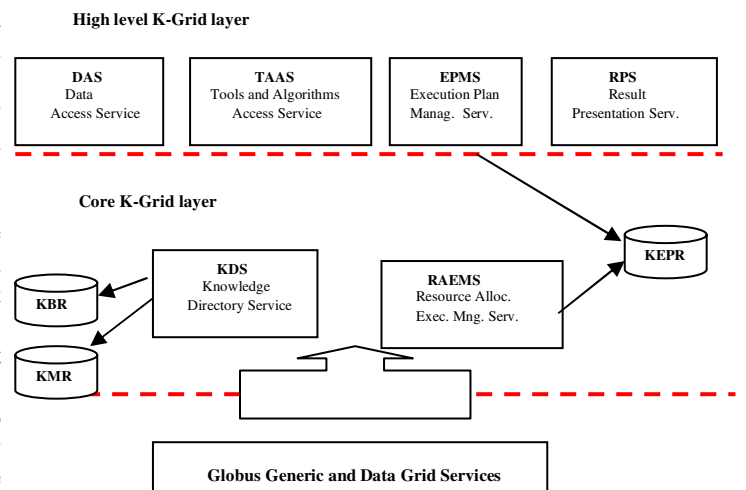 High level K-Grid layer
DAS
Data
Access Service
TAAS
Tools and Algorithms
Access Service
EPMS
Execution Plan
Manag. Serv.
RPS
Result
Presentation Serv.
Core K-Grid layer
KDS
Knowledge
Directory Service
RAEMS
Resource Alloc.
Exec. Mng. Serv.
KEPR
KBR
KMR
Globus Generic and Data Grid Services